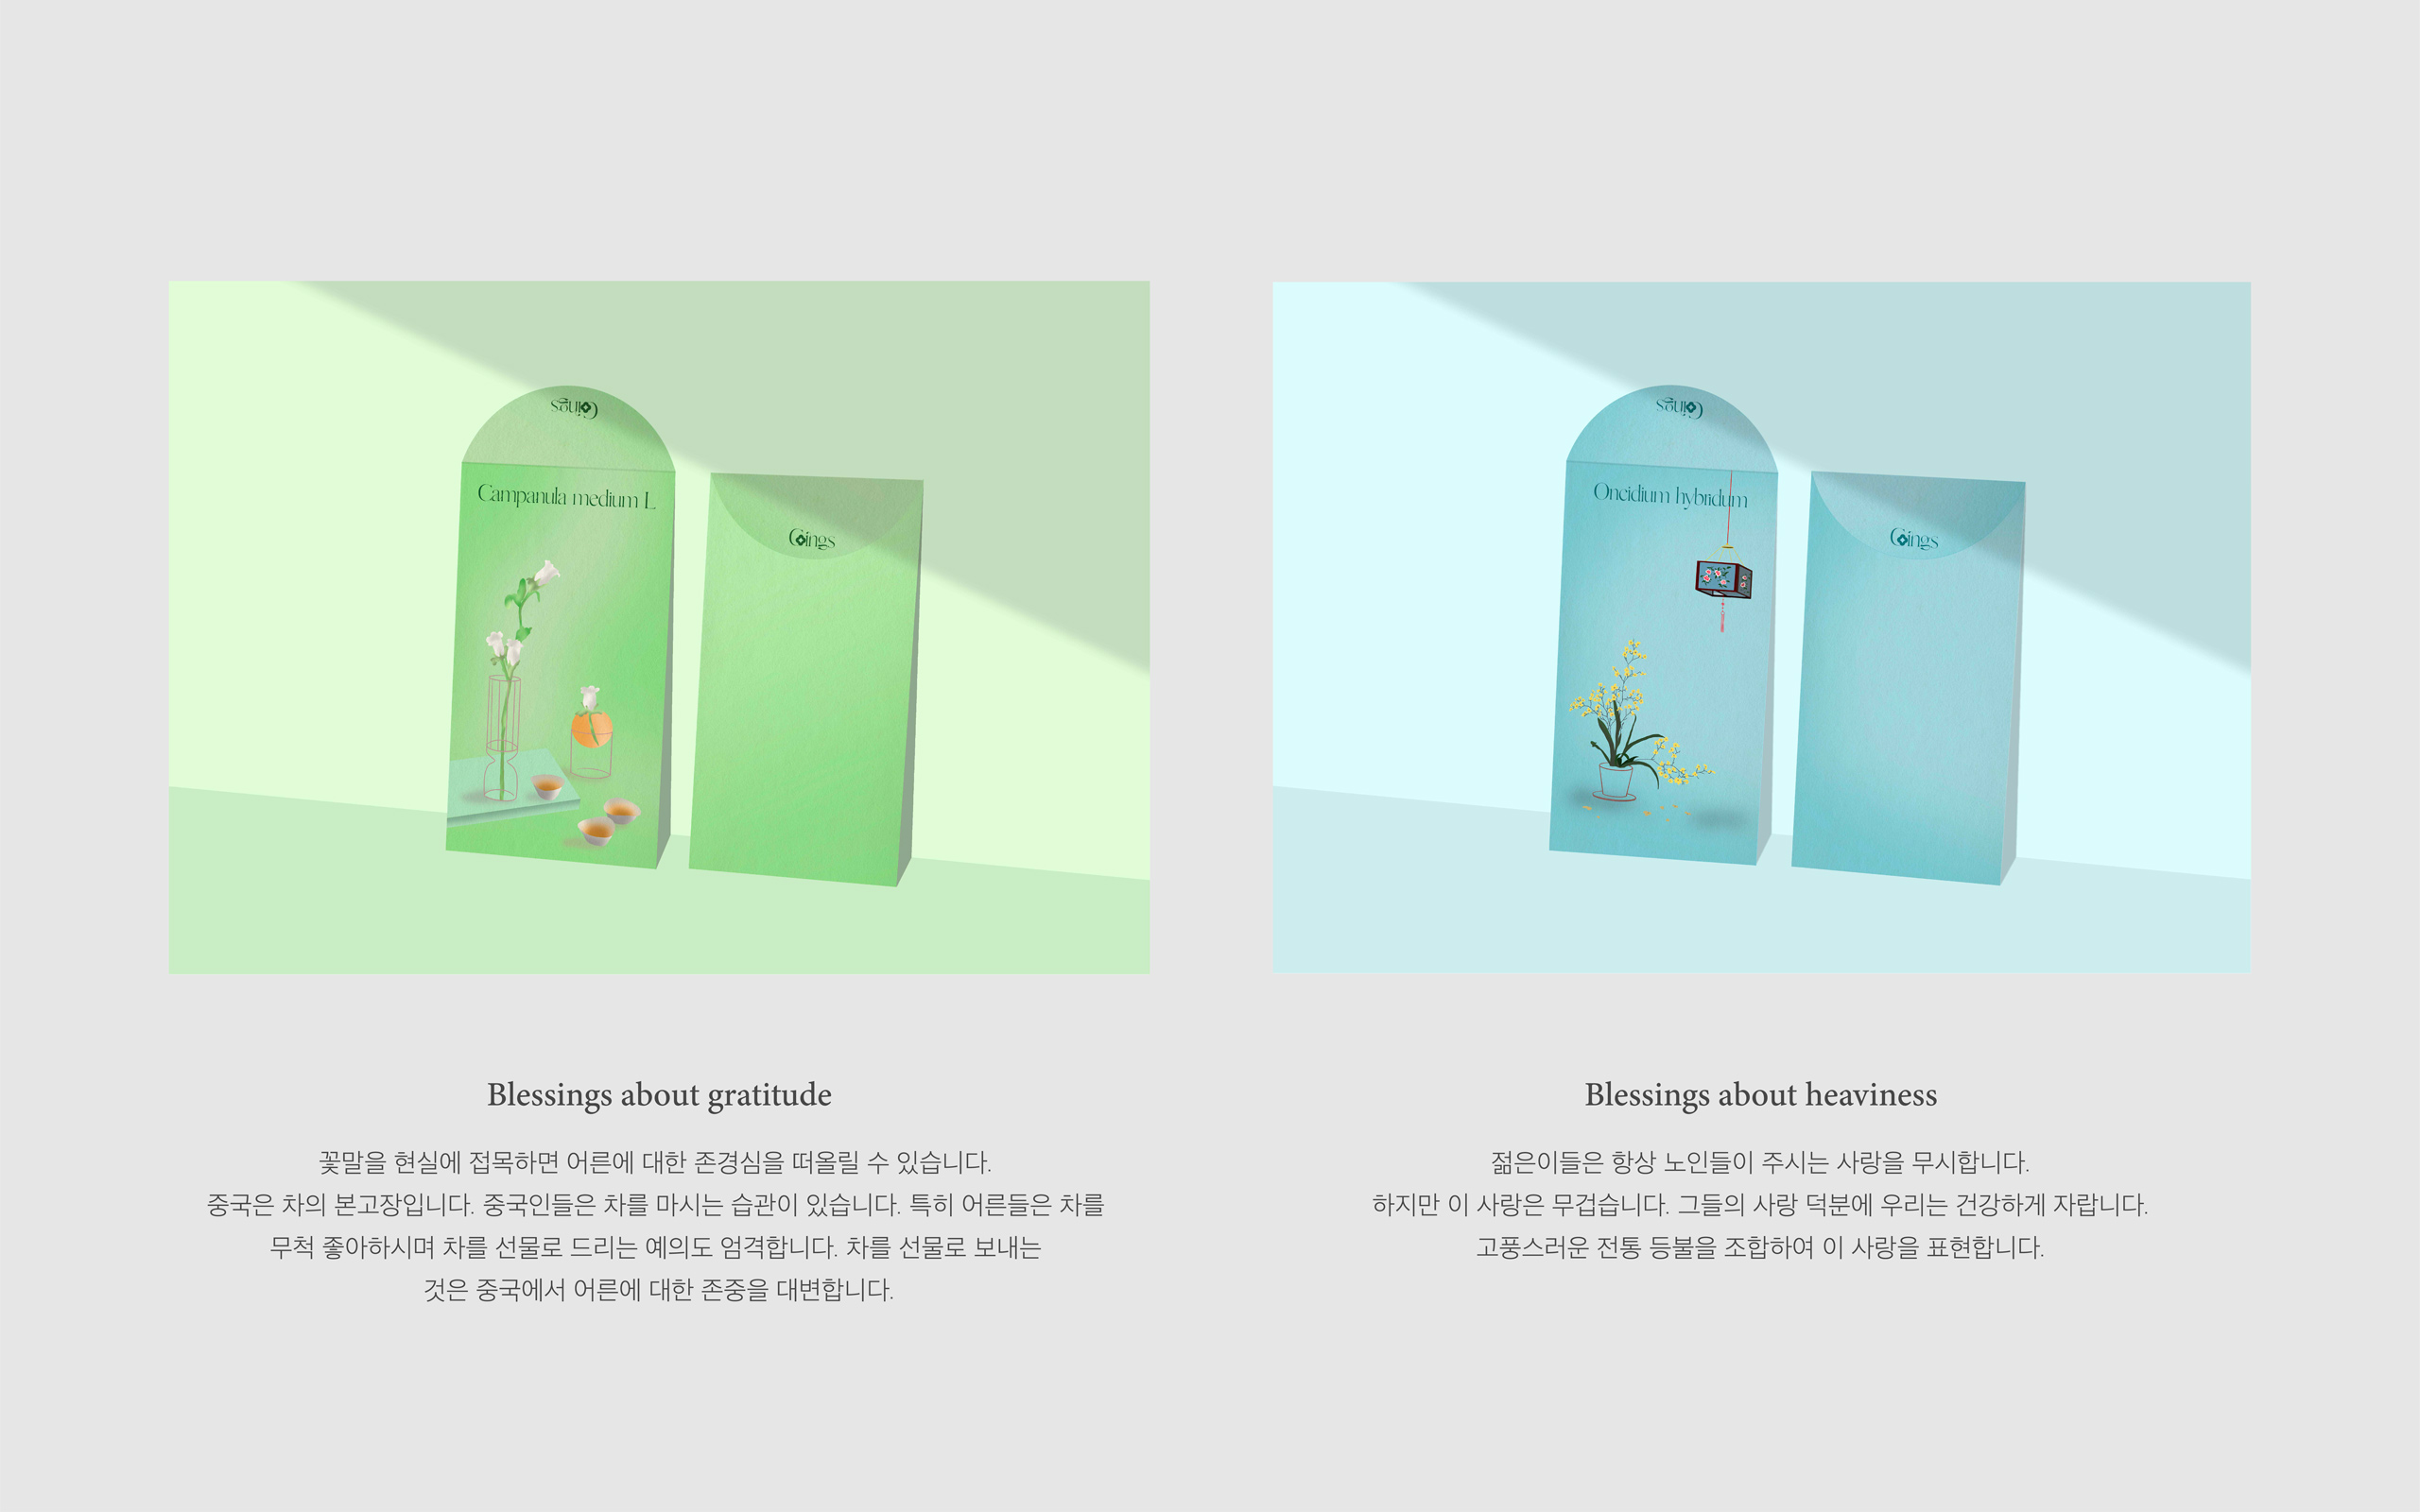 Coings
Campanula medium L
Coings
Coings
Oncidium hybridum
Coings
Blessings about gratitude
꽃말을 현실에 접목하면 어른에 대한 존경심을 떠올릴 수 있습니다.
중국은 차의 본고장입니다. 중국인들은 차를 마시는 습관이 있습니다. 특히 어른들은 차를
무척 좋아하시며 차를 선물로 드리는 예의도 엄격합니다. 차를 선물로 보내는
것은 중국에서 어른에 대한 존중을 대변합니다.
Blessings about heaviness
젊은이들은 항상 노인들이 주시는 사랑을 무시합니다.
하지만 이 사랑은 무겁습니다. 그들의 사랑 덕분에 우리는 건강하게 자랍니다.
고풍스러운 전통 등불을 조합하여 이 사랑을 표현합니다.